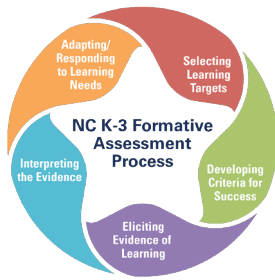 NC K-3 Formative
Assessment
Process
Selecting
Learning
Targets
Developing
Criteria for
Success
Eliciting
Evidence of
Learning
Interpreting
the Evidence
Adapting/
Responding
to Learning
Needs